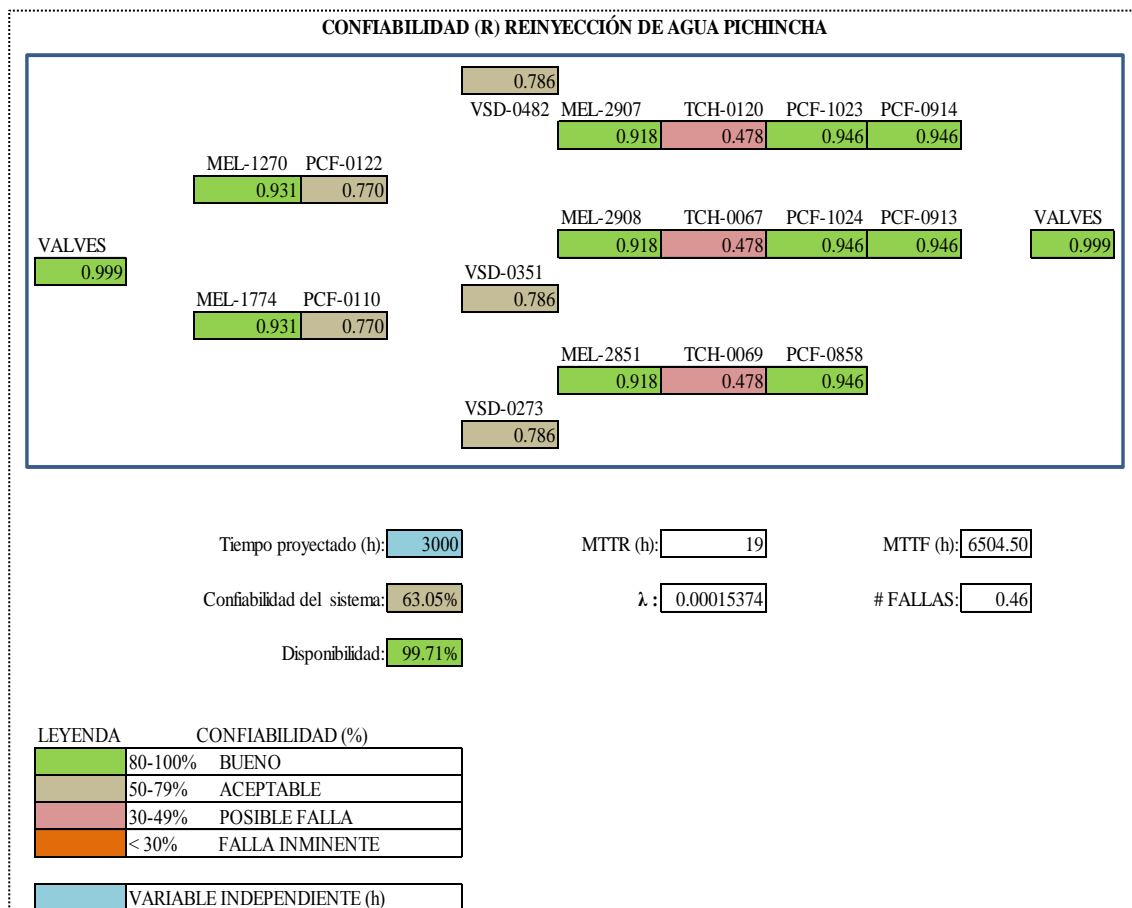 CONFIABILIDAD (R) REINYECCIÓN DE AGUA PICHINCHA
0.786
VSD-0482 MEL-2907 TCH-0120 PCF-1023 PCF-0914
0.918 0.478 0.946 0.946
MEL-1270 PCF-0122
0.931 0.770
MEL-2908 TCH-0067 PCF-1024 PCF-0913 VALVES
VALVES 0.918 0.478 0.946 0.946 0.999
0.999 VSD-0351
MEL-1774 PCF-0110 0.786
0.931 0.770
MEL-2851 TCH-0069 PCF-0858
0.918 0.478 0.946
VSD-0273
0.786
Tiempo proyectado (h): 3000 MTTR (h): 19 MTTF (h): 6504.50
Confiabilidad del sistema: 63.05% λ : 0.00015374 # FALLAS: 0.46
Disponibilidad: 99.71%
LEYENDA CONFIABILIDAD (%)
80-100% BUENO
50-79% ACEPTABLE
30-49% POSIBLE FALLA
< 30% FALLA INMINENTE
VARIABLE INDEPENDIENTE (h)